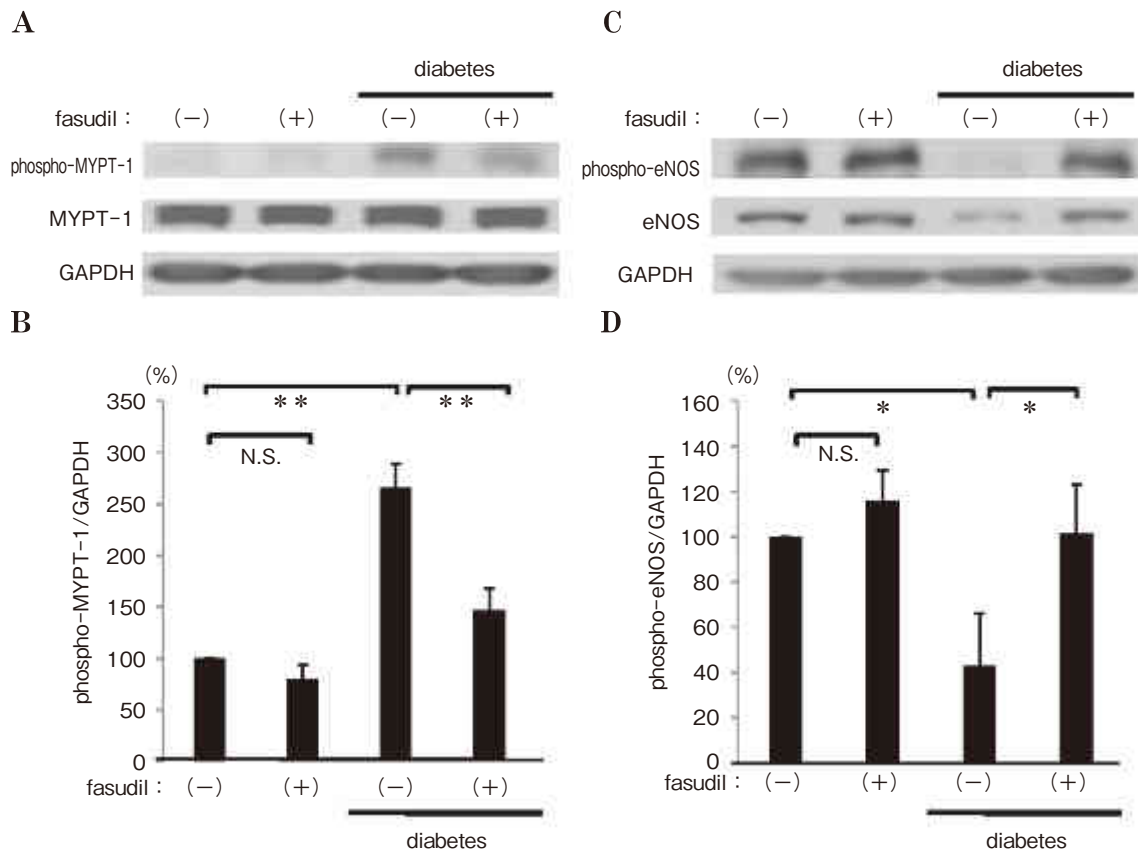 A
diabetes
fasudil : (−) (+) (−) (+)
phospho-MYPT-1
MYPT-1
GAPDH
B
(%)
350
300
250
200
150
100
50
0
phospho-MYPT-1/GAPDH
** **
N.S.
fasudil : (−) (+) (−) (+)
diabetes
C
diabetes
fasudil : (−) (+) (−) (+)
phospho-eNOS
eNOS
GAPDH
D
(%)
160
140
120
100
80
60
40
20
0
phospho-eNOS/GAPDH
* *
N.S.
fasudil : (−) (+) (−) (+)
diabetes